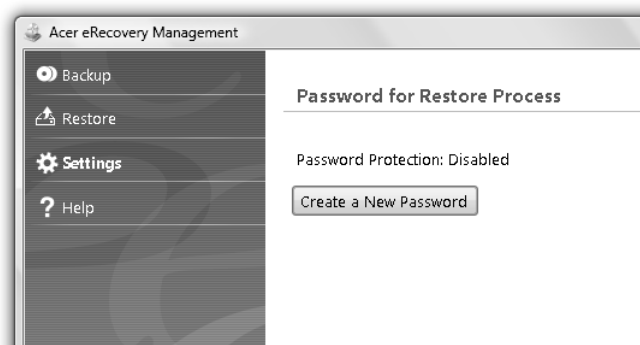 Acer eRecovery Management
Backup
Restore
Settings
? Help
Password for Restore Process
Password Protection: Disabled
Create a New Password